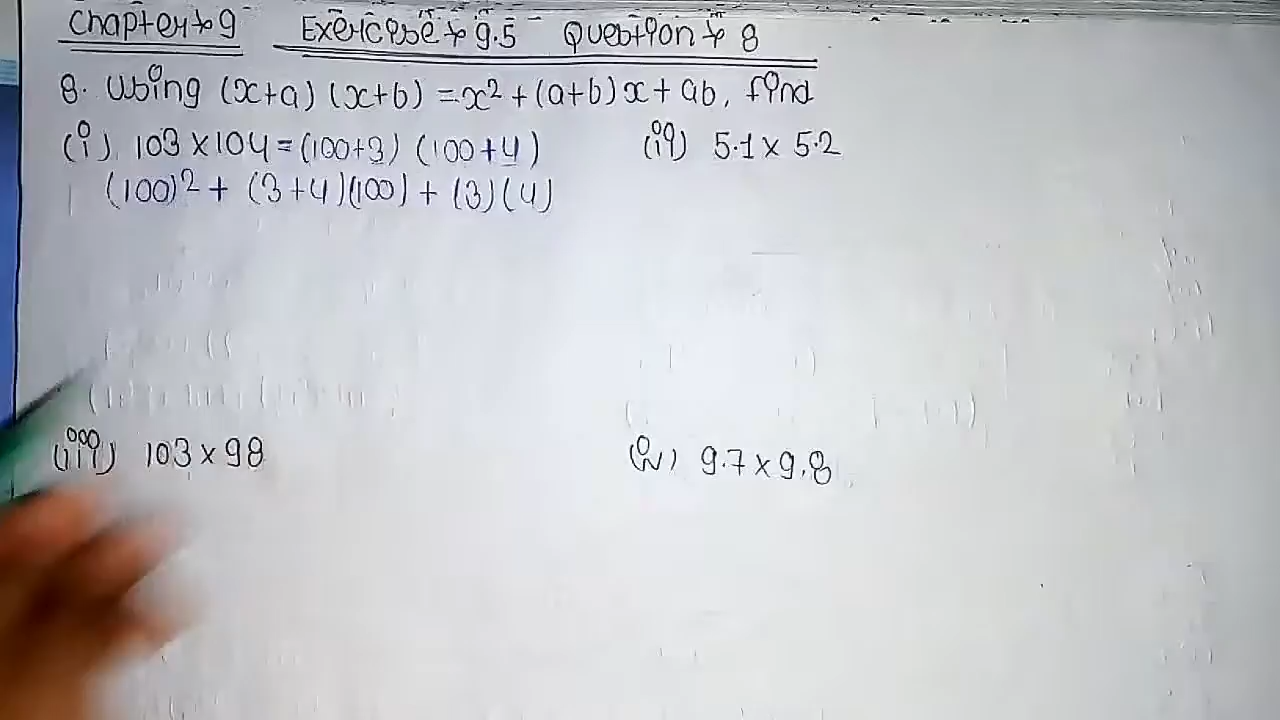 Chapter → 9 Exercise → 9.5 Question → 8
8. Using (x+a) (x+b) = x² + (a+b)x + ab, find
(i) 103 × 104 = (100+3) (100+4) (ii) 5.1 × 5.2
(100)² + (3+4)(100) + (3)(4)
(iii) 103 × 98 (iv) 9.7 × 9.8